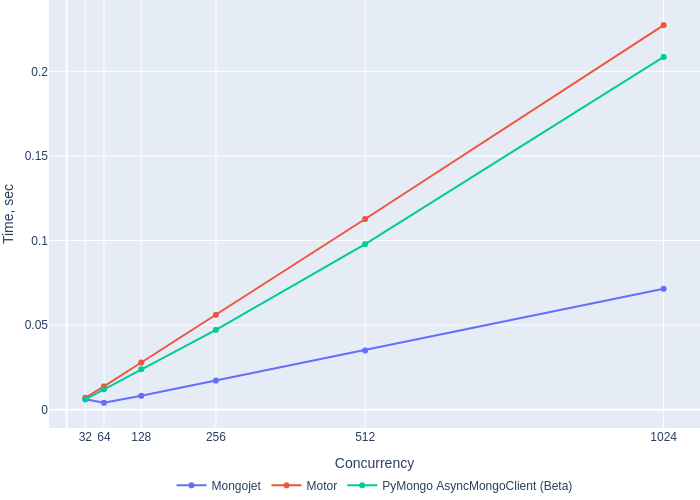 0.2
0.15
0.1
0.05
0
Time, sec
32 64 128 256 512 1024
Concurrency
Mongojet Motor PyMongo AsyncMongoClient (Beta)